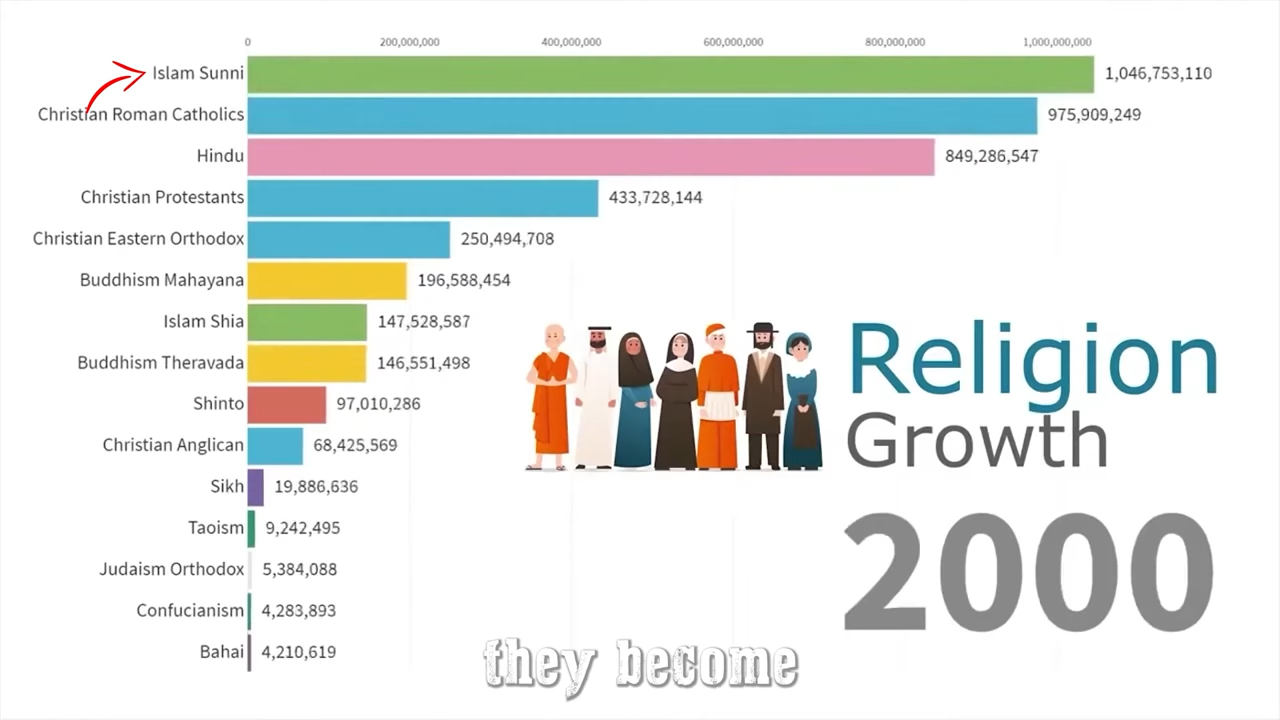 0 200,000,000 400,000,000 600,000,000 800,000,000 1,000,000,000
Islam Sunni 1,046,753,110
Christian Roman Catholics 975,909,249
Hindu 849,286,547
Christian Protestants 433,728,144
Christian Eastern Orthodox 250,494,708
Buddhism Mahayana 196,588,454
Islam Shia 147,528,587
Buddhism Theravada 146,551,498
Shinto 97,010,286
Christian Anglican 68,425,569
Sikh 19,886,636
Taoism 9,242,495
Judaism Orthodox 5,384,088
Confucianism 4,283,893
Bahai 4,210,619
Religion
Growth
2000
they become